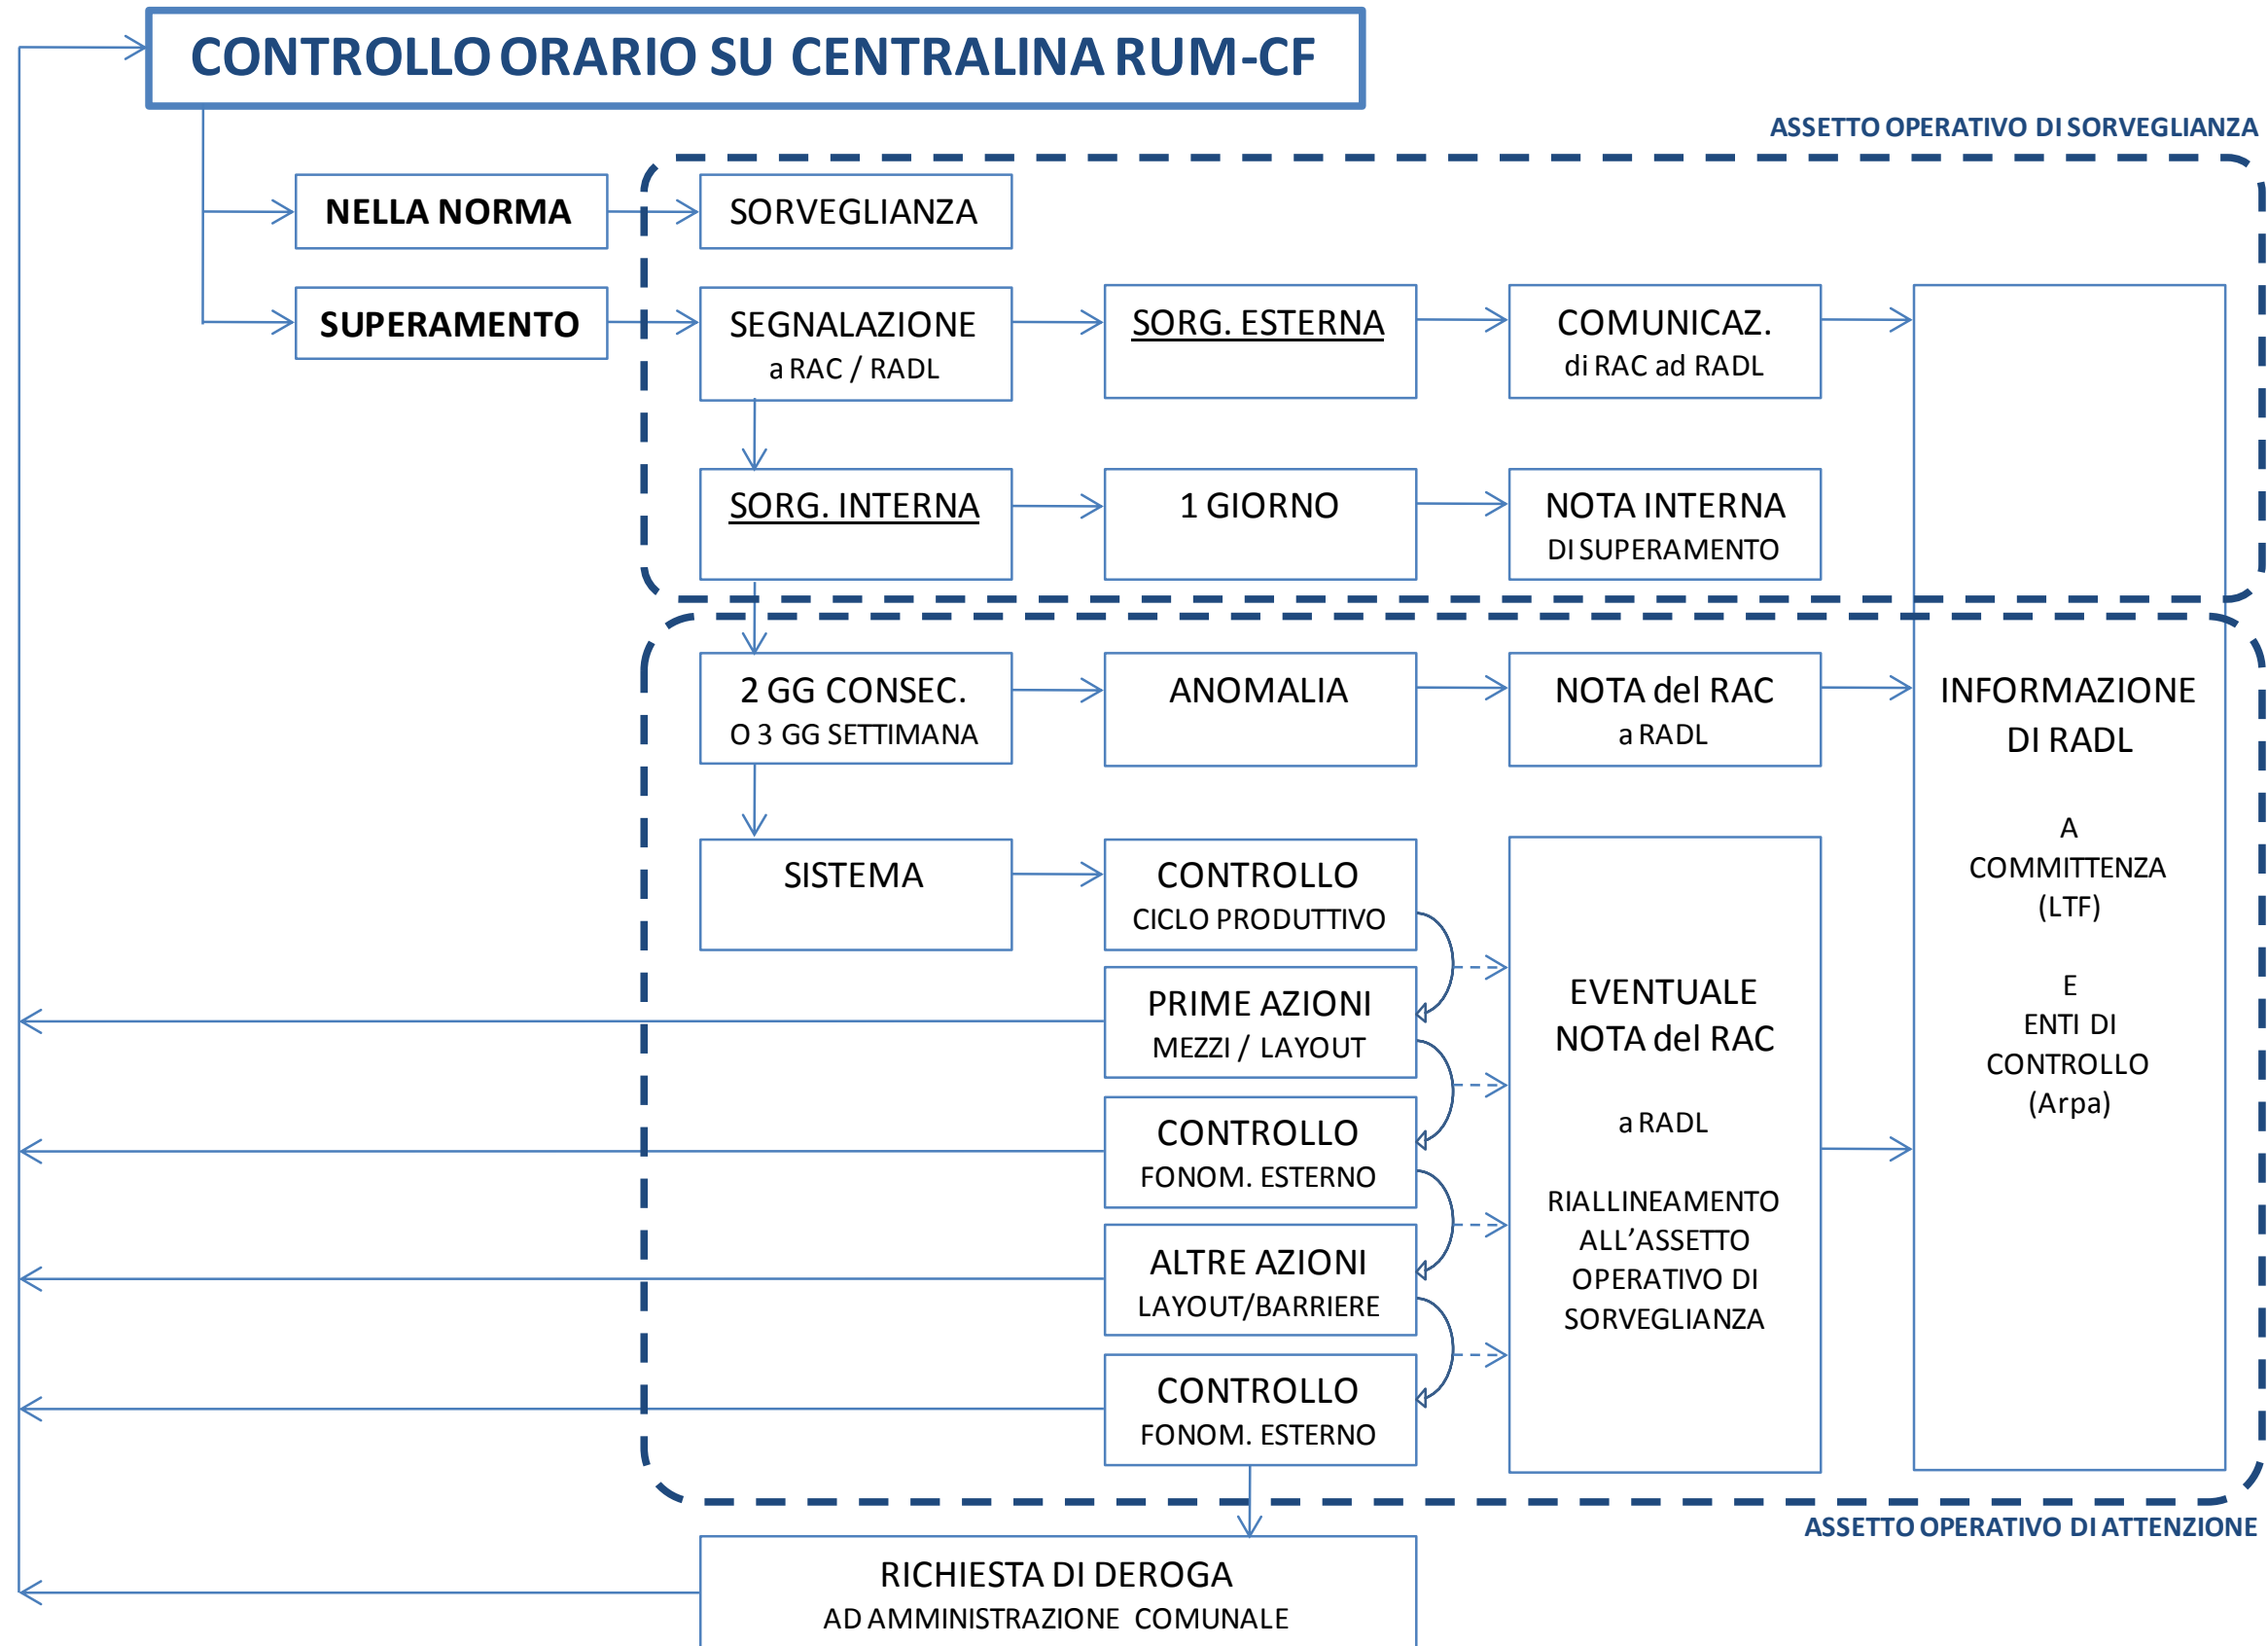 CONTROLLO ORARIO SU CENTRALINA RUM-CF
ASSETTO OPERATIVO DI SORVEGLIANZA
NELLA NORMA
SORVEGLIANZA
SUPERAMENTO
SEGNALAZIONE
a RAC / RADL
SORG. ESTERNA
COMUNICAZ.
di RAC ad RADL
SORG. INTERNA
1 GIORNO
NOTA INTERNA
DI SUPERAMENTO
2 GG CONSEC.
O 3 GG SETTIMANA
ANOMALIA
NOTA del RAC
a RADL
INFORMAZIONE
DI RADL
A
COMMITTENZA
(LTF)
E
ENTI DI
CONTROLLO
(Arpa)
SISTEMA
CONTROLLO
CICLO PRODUTTIVO
PRIME AZIONI
MEZZI / LAYOUT
CONTROLLO
FONOM. ESTERNO
ALTRE AZIONI
LAYOUT/BARRIERE
CONTROLLO
FONOM. ESTERNO
EVENTUALE
NOTA del RAC
a RADL
RIALLINEAMENTO
ALL'ASSETTO
OPERATIVO DI
SORVEGLIANZA
ASSETTO OPERATIVO DI ATTENZIONE
RICHIESTA DI DEROGA
AD AMMINISTRAZIONE COMUNALE